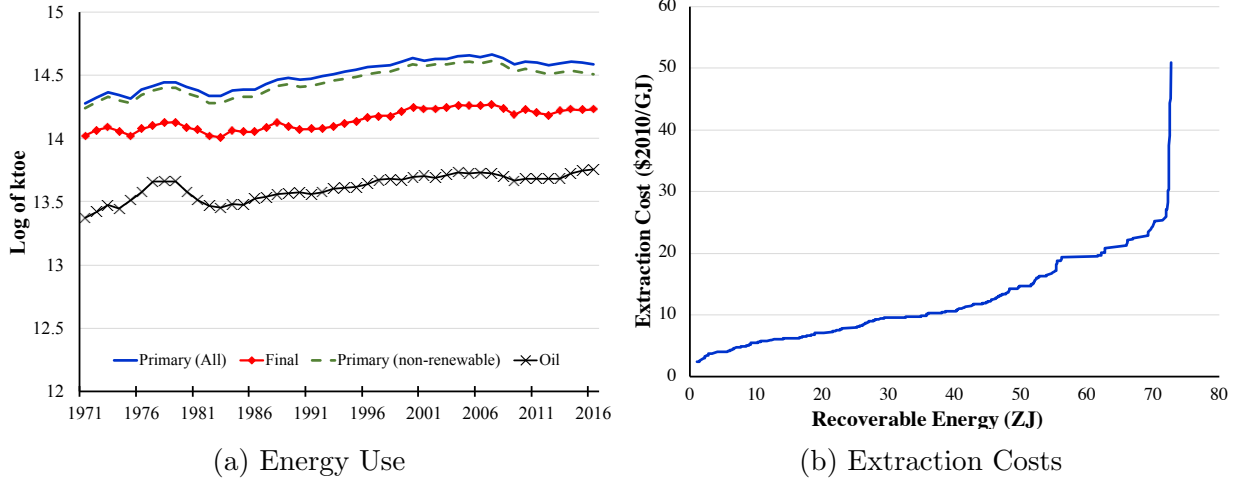 15
14.5
14
13.5
13
12.5
12
Log of ktoe
Primary (All) Final Primary (non-renewable) Oil
1971 1976 1981 1986 1991 1996 2001 2006 2011 2016
(a) Energy Use
60
50
40
30
20
10
0
Extraction Cost ($2010/GJ)
0 10 20 30 40 50 60 70 80
Recoverable Energy (ZJ)
(b) Extraction Costs